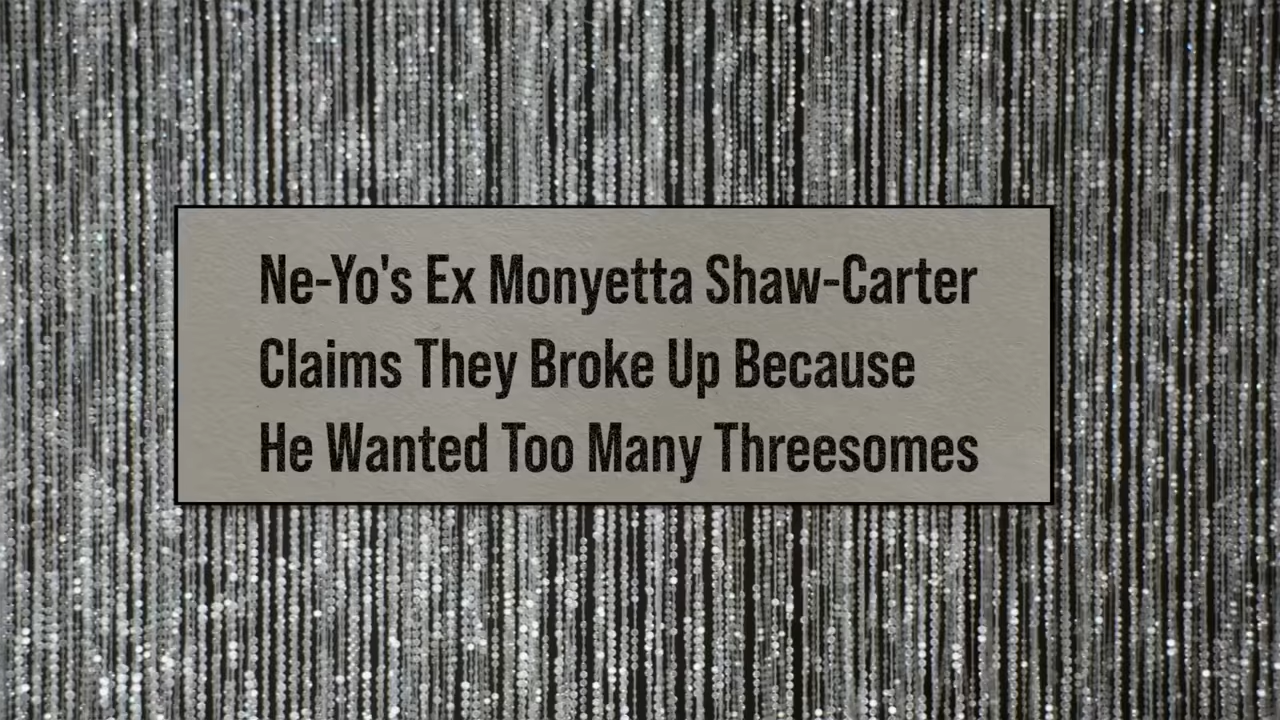 Ne-Yo's Ex Monyetta Shaw-Carter
Claims They Broke Up Because
He Wanted Too Many Threesomes